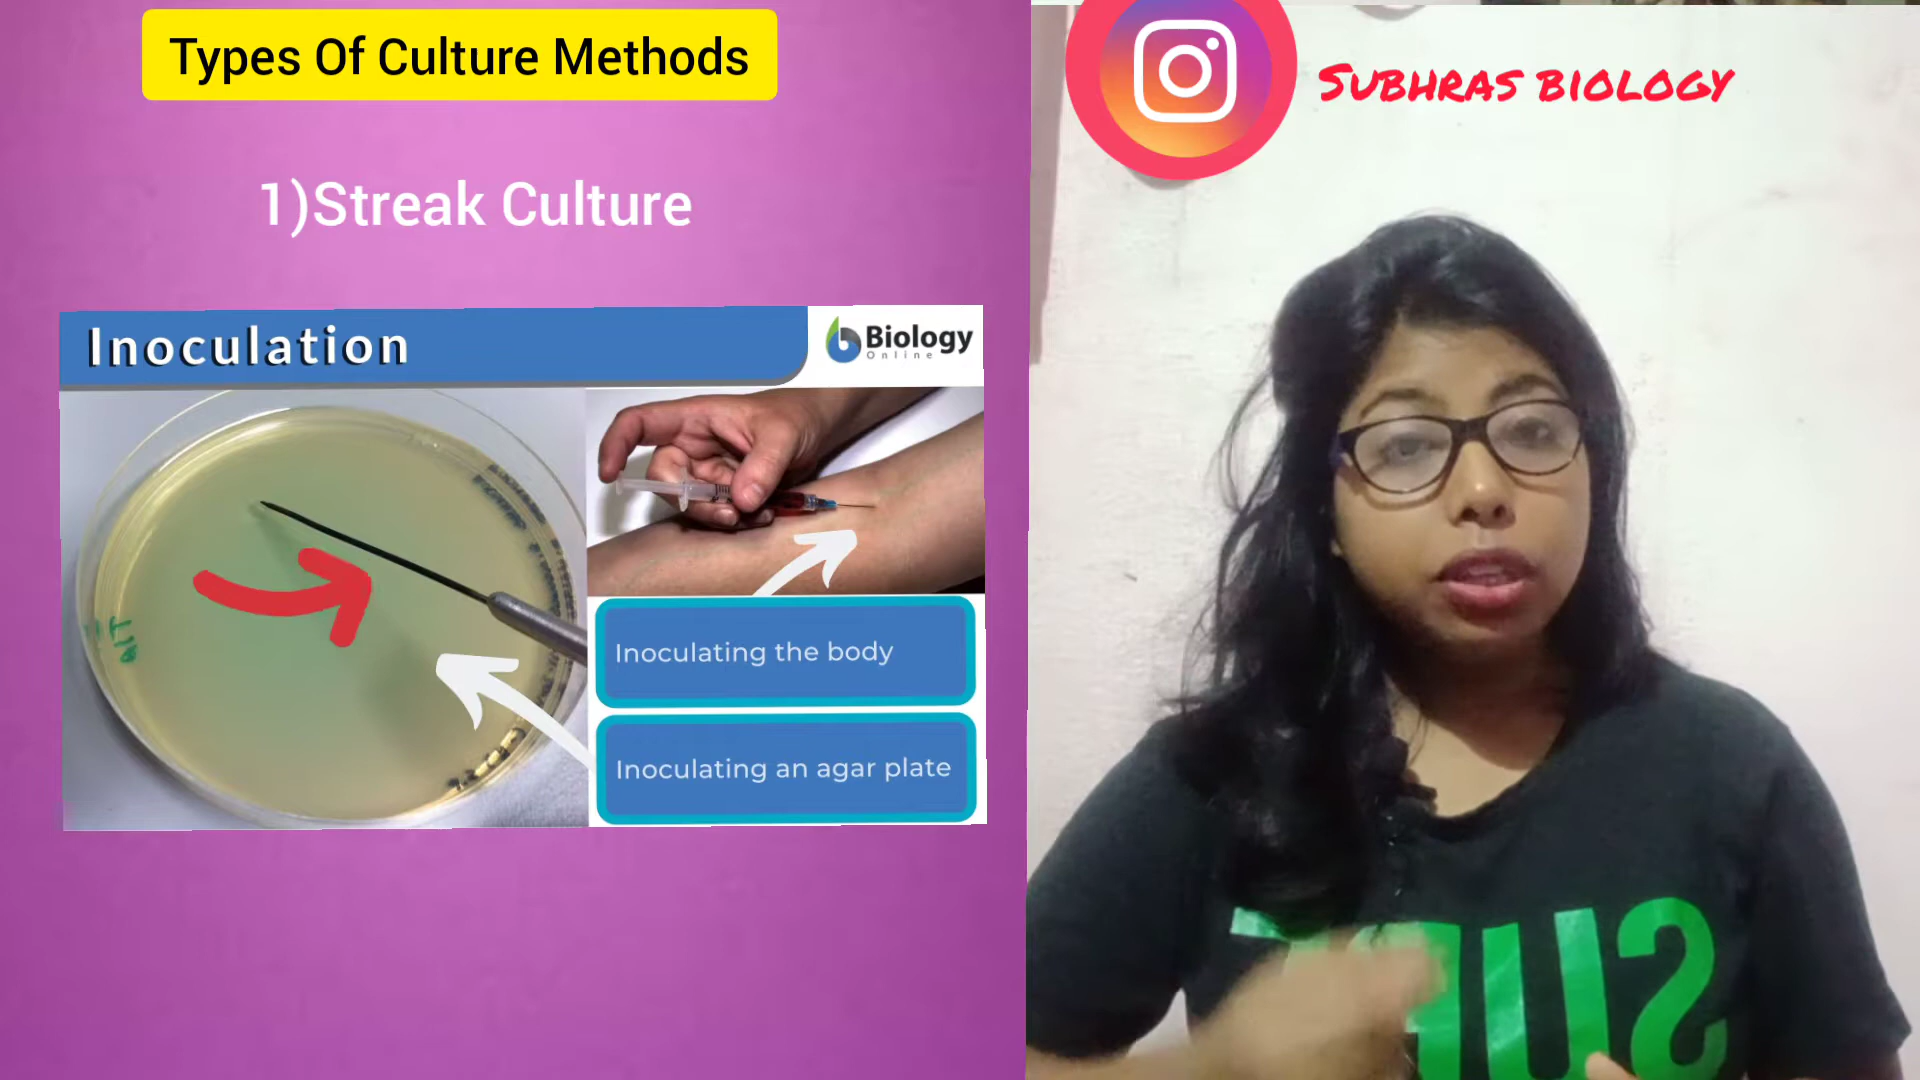 Types Of Culture Methods
1)Streak Culture
Inoculation
Biology
Online
Inoculating the body
Inoculating an agar plate
SUBHRAS BIOLOGY